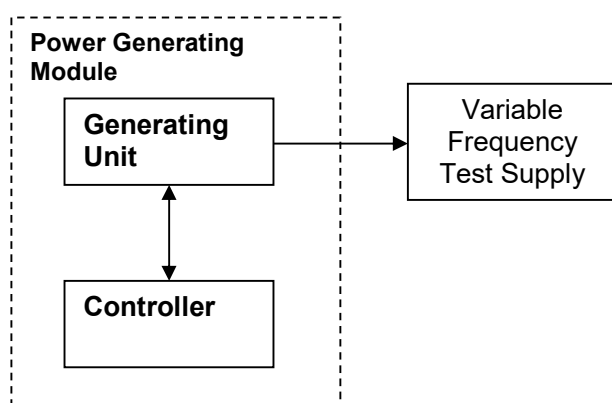 Power Generating
Module
Generating
Unit
Variable
Frequency
Test Supply
Controller